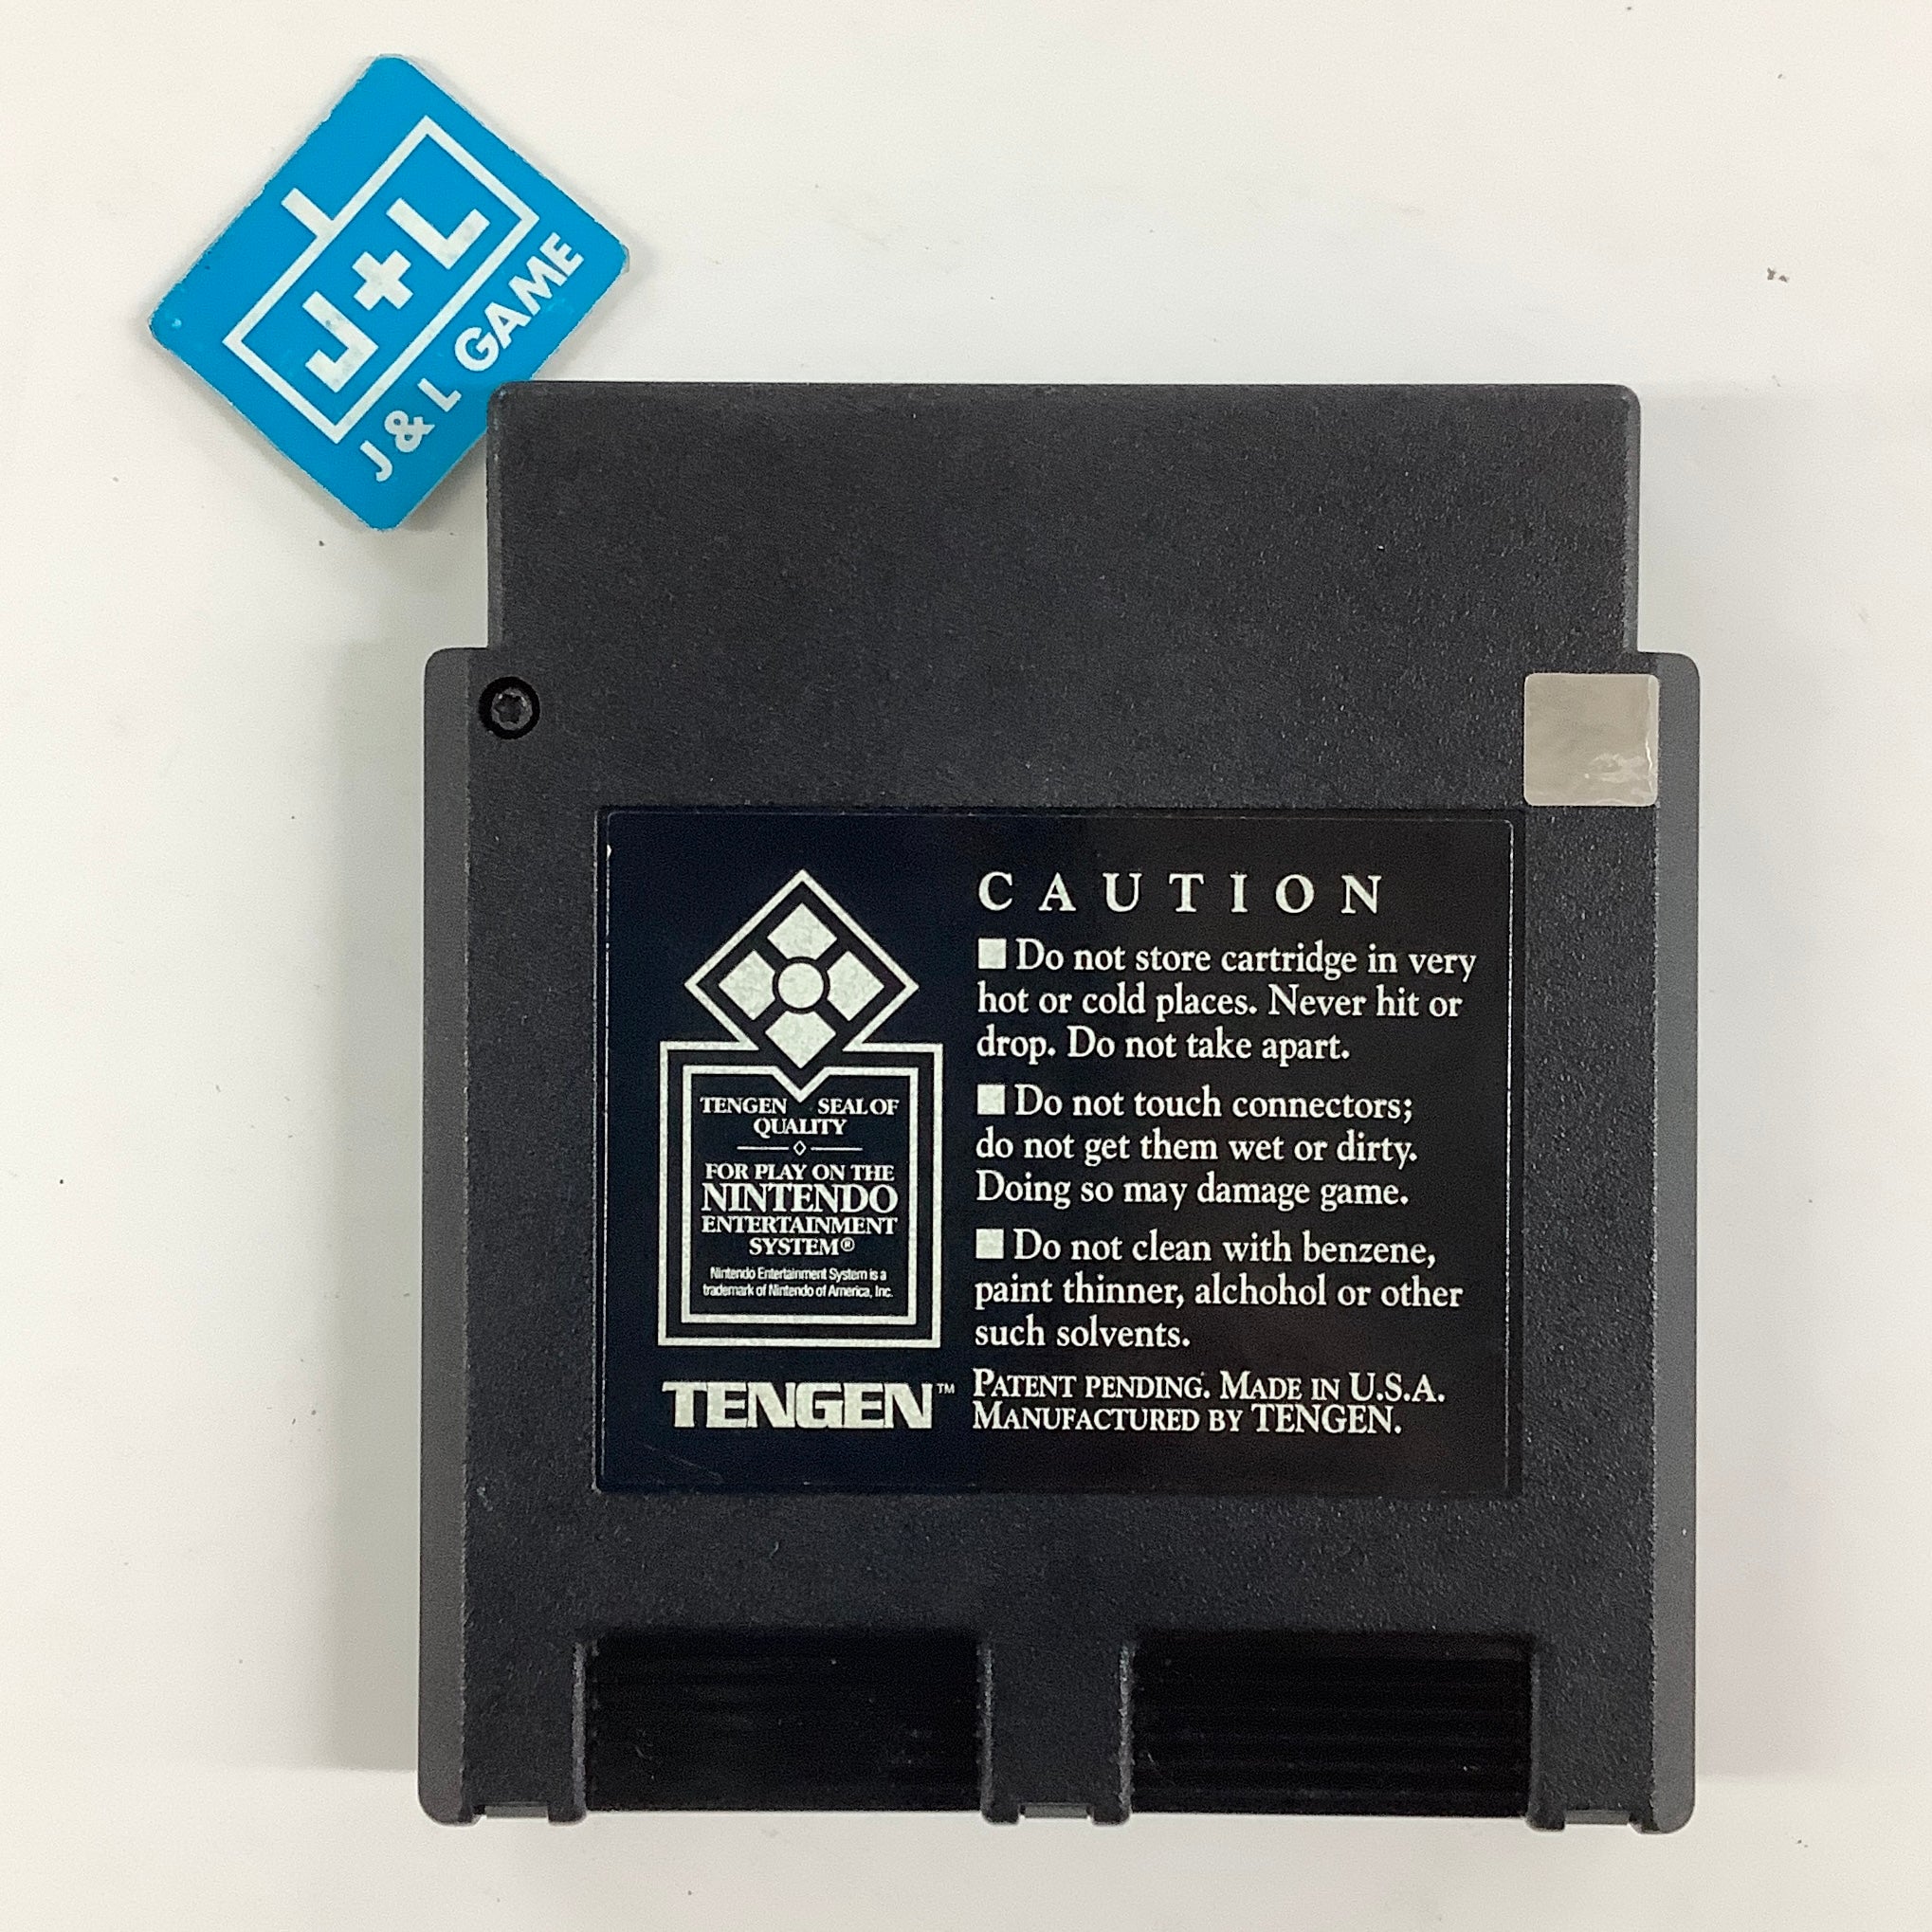 J+L
J & L GAME
CAUTION
■ Do not store cartridge in very
hot or cold places. Never hit or
drop. Do not take apart.
■ Do not touch connectors;
do not get them wet or dirty.
Doing so may damage game.
■ Do not clean with benzene,
paint thinner, alchohol or other
such solvents.
PATENT PENDING. MADE IN U.S.A.
MANUFACTURED BY TENGEN.
TENGEN SEAL OF
QUALITY
FOR PLAY ON THE
NINTENDO
ENTERTAINMENT
SYSTEM®
Nintendo Entertainment System is a
trademark of Nintendo of America, Inc.
TENGEN™